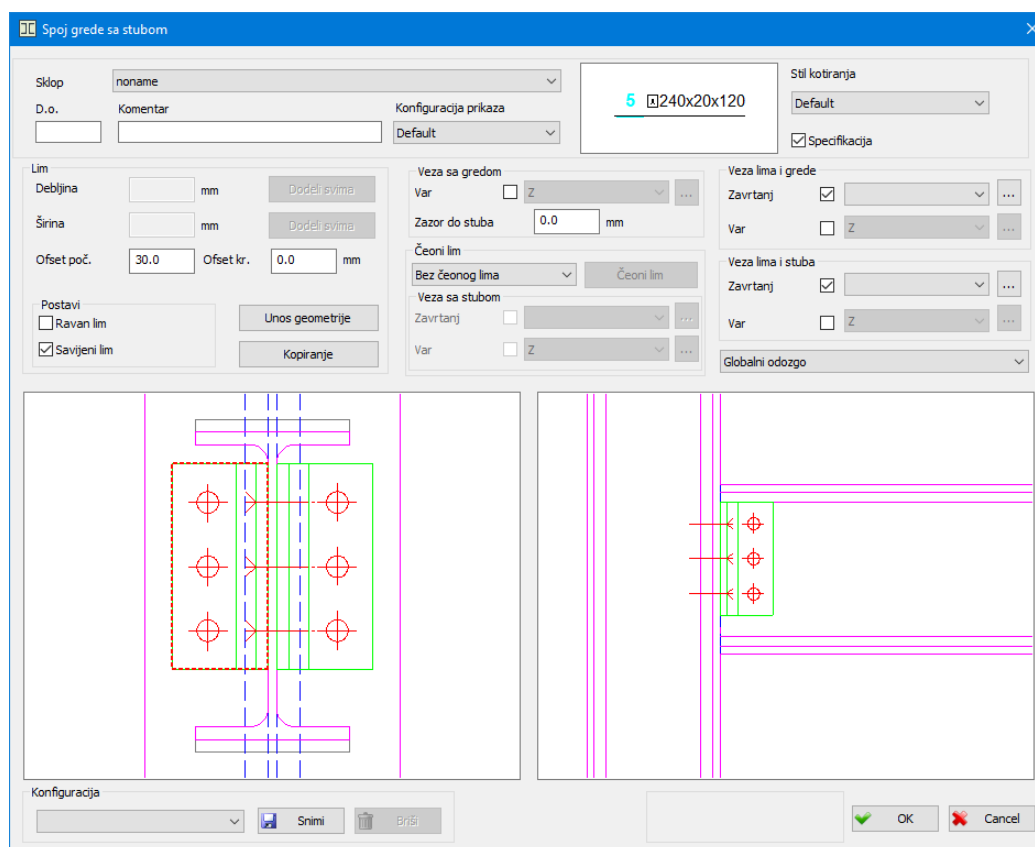 Spoj grede sa stubom
Sklop
noname
D.o.
Komentar
Konfiguracija prikaza
Default
5 240x20x120
Stil kotiranja
Default
Specifikacija
Lim
Debljina
mm
Dodeli svima
Širina
mm
Dodeli svima
Ofset poč.
30.0
Ofset kr.
0.0
mm
Postavi
Ravan lim
Savijeni lim
Unos geometrije
Kopiranje
Veza sa gredom
Var
Z
...
Zazor do stuba
0.0
mm
Čeoni lim
Bez čeonog lima
Čeoni lim
Veza sa stubom
Zavrtanj
...
Var
Z
...
Veza lima i grede
Zavrtanj
...
Var
Z
...
Veza lima i stuba
Zavrtanj
...
Var
Z
...
Globalni odozgo
Konfiguracija
Snimi
Briši
OK
Cancel